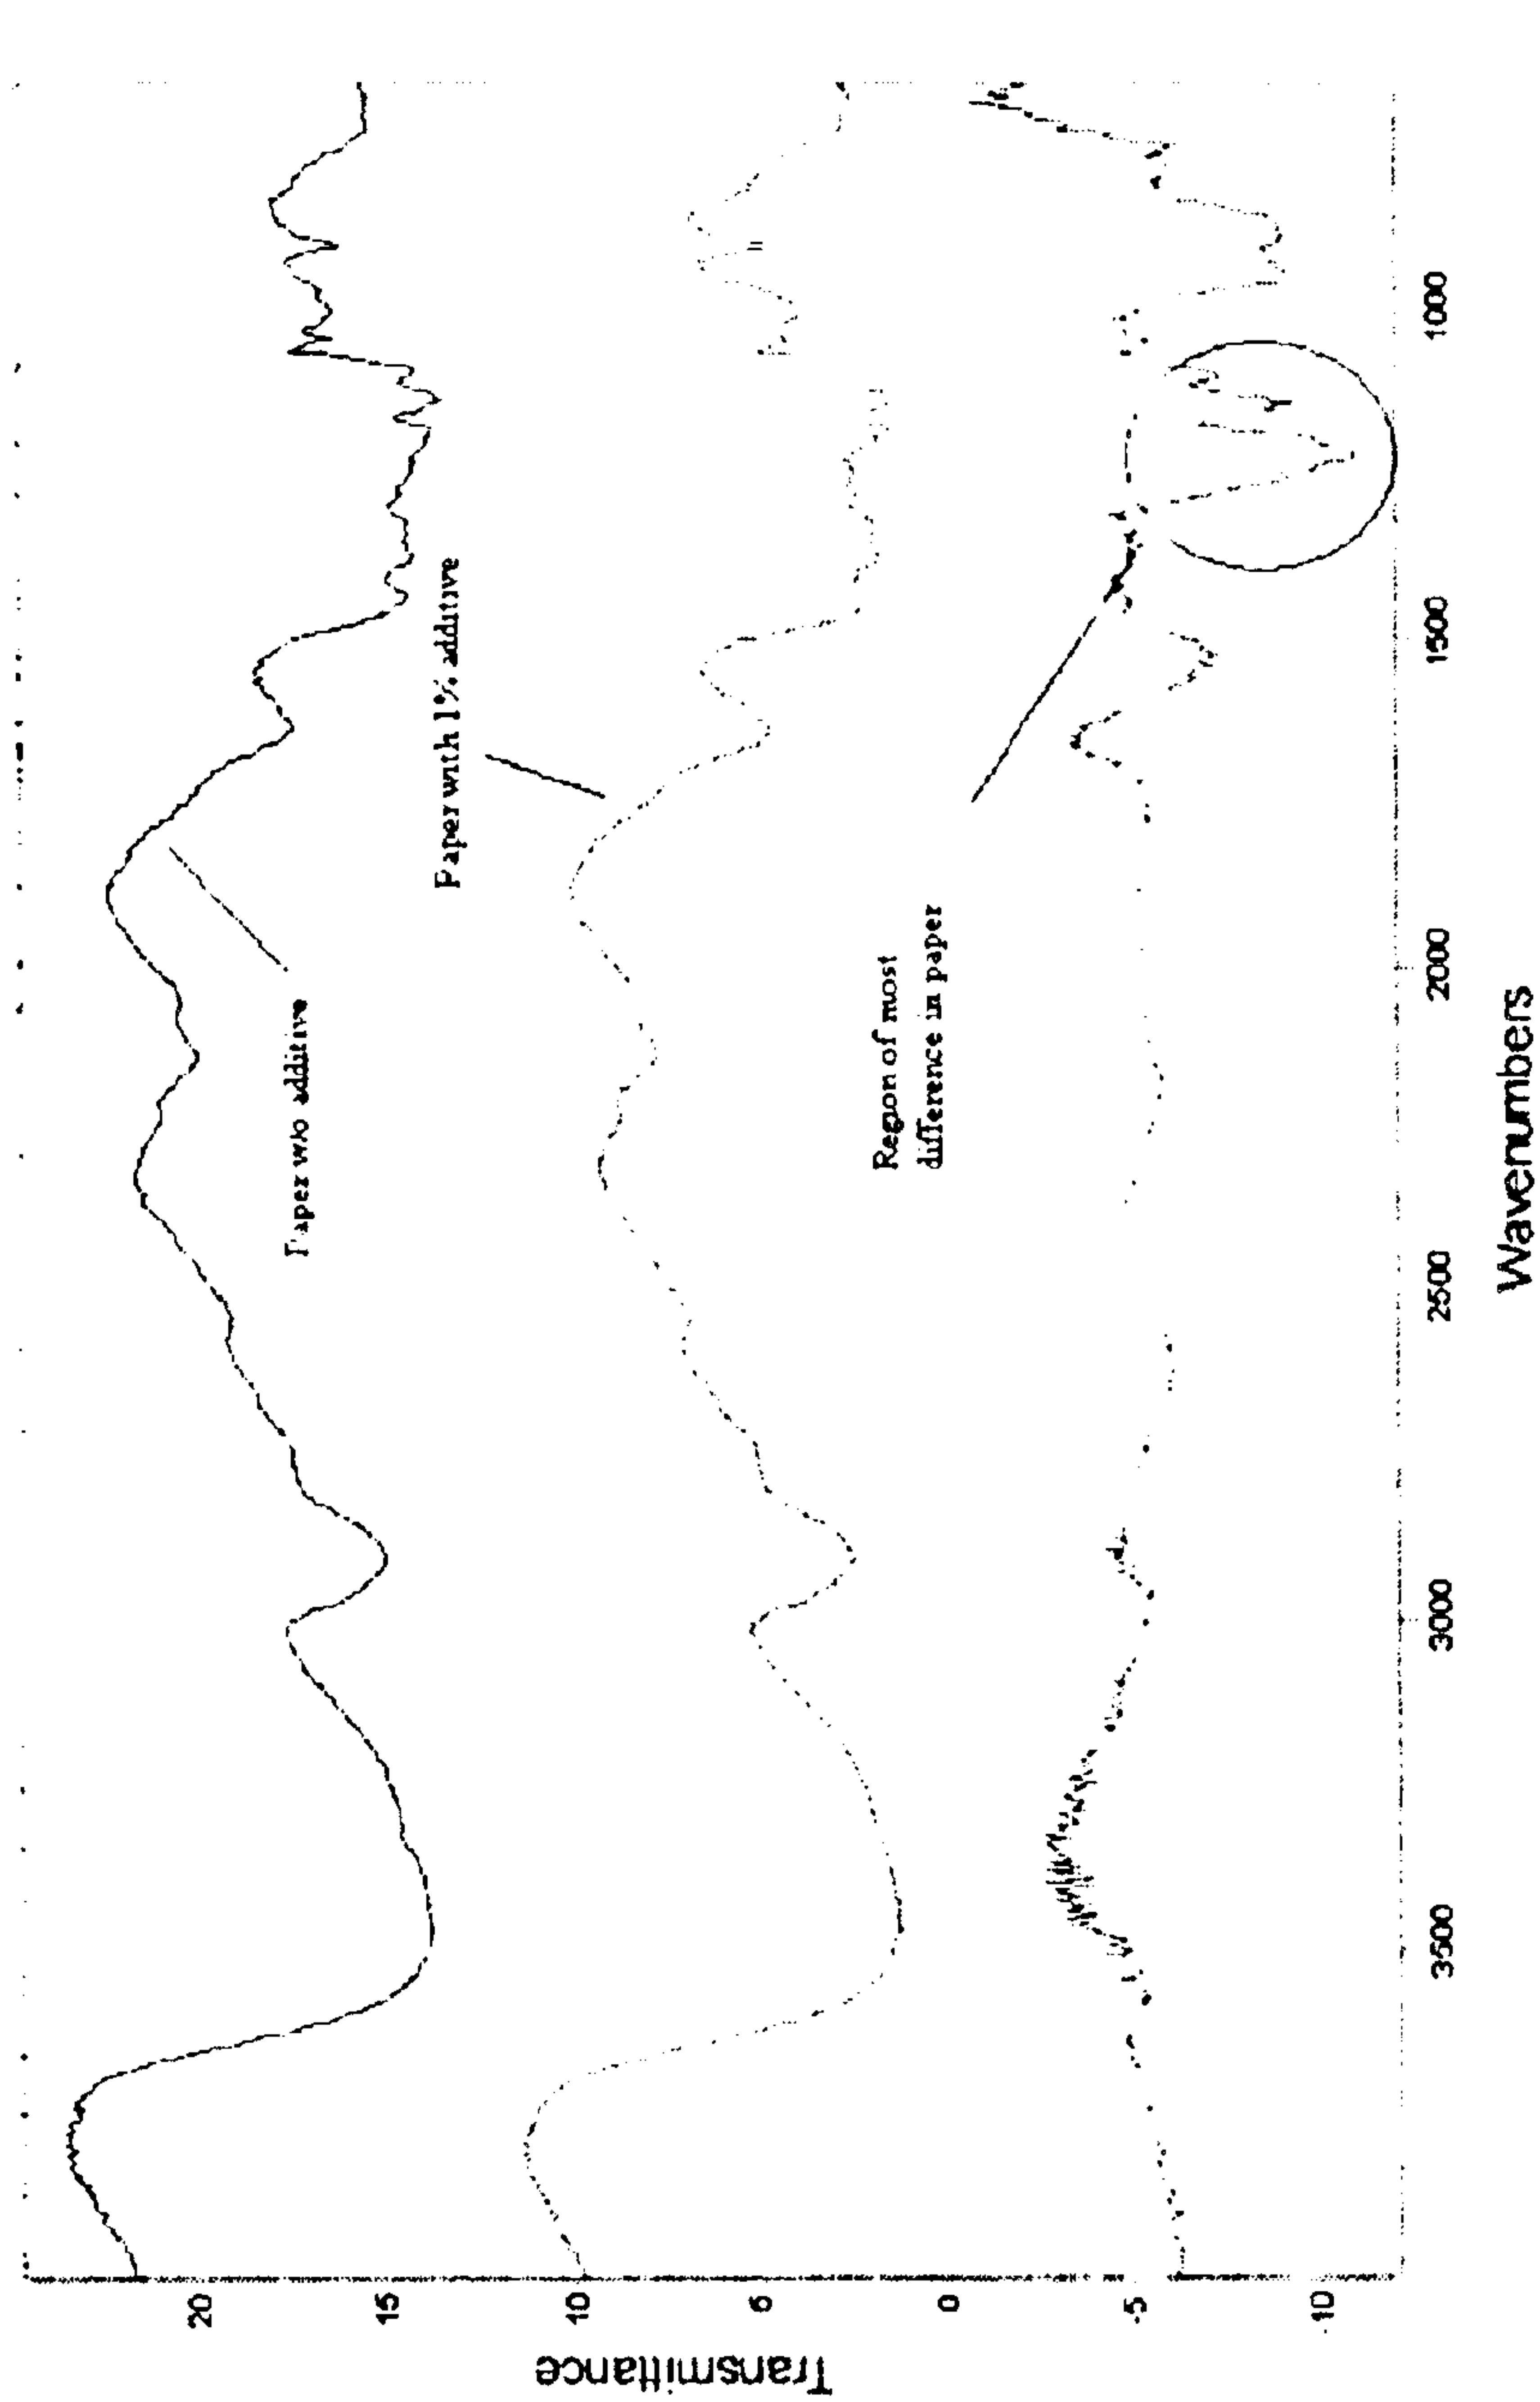 Transmittance
20
15
10
5
0
-5
-10
Paper w/o additive
Paper with 1% additive
Region of most
difference in paper
3500
3000
2500
2000
1500
1000
Wavenumbers